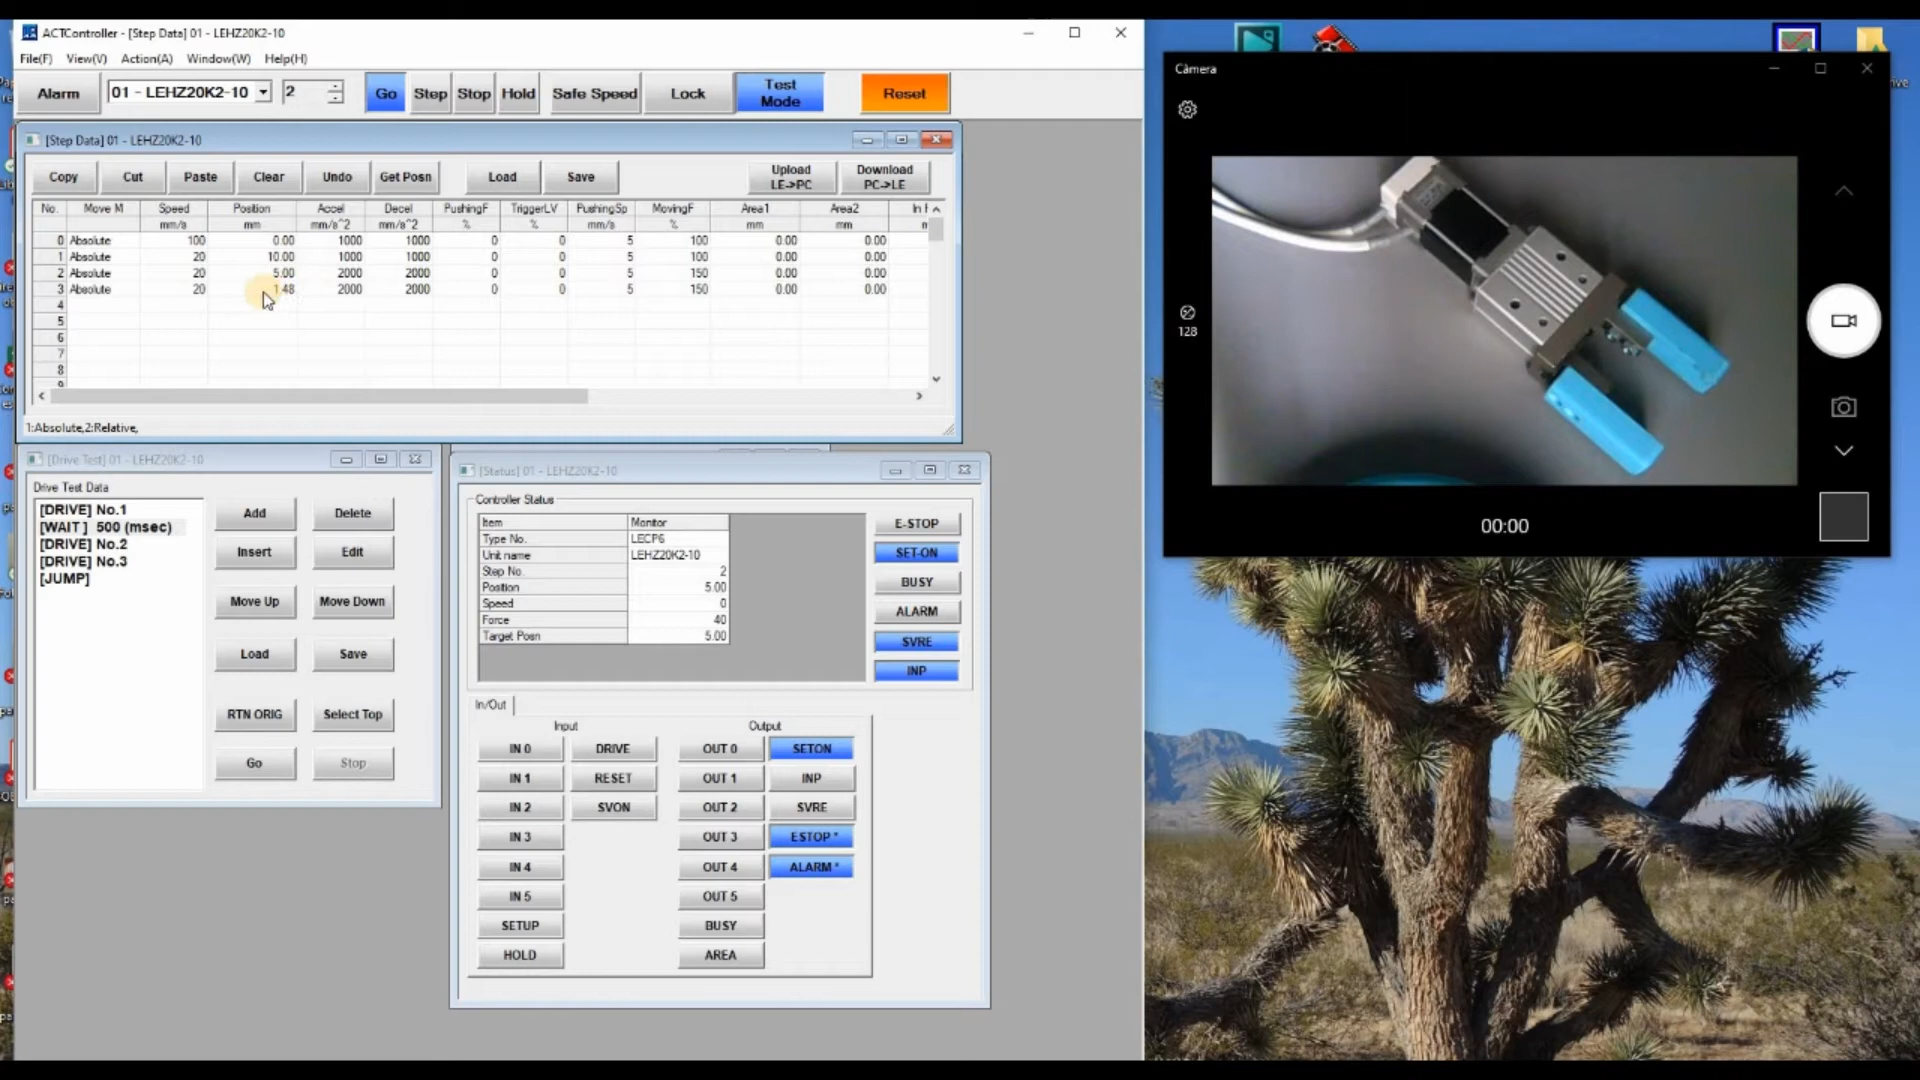 ACTController - [Step Data] 01 - LEHZ20K2-10
File(F) View(V) Action(A) Window(W) Help(H)
Alarm 01 - LEHZ20K2-10 2 Go Step Stop Hold Safe Speed Lock Test Mode Reset
[Step Data] 01 - LEHZ20K2-10
Copy Cut Paste Clear Undo Get Posn Load Save Upload LE->PC Download PC->LE
No. Move M Speed Position Accel Decel PushingF TriggerLV PushingSp MovingF Area1 Area2
mm/s mm mm/s^2 mm/s^2 % % mm/s % mm mm
0 Absolute 100 0.00 1000 1000 0 0 5 100 0.00 0.00
1 Absolute 20 10.00 1000 1000 0 0 5 100 0.00 0.00
2 Absolute 20 5.00 2000 2000 0 0 5 150 0.00 0.00
3 Absolute 20 1.48 2000 2000 0 0 5 150 0.00 0.00
4
5
6
7
8
9
1:Absolute,2:Relative,
[Drive Test] 01 - LEHZ20K2-10
Drive Test Data
[DRIVE] No.1
[WAIT ] 500 (msec)
[DRIVE] No.2
[DRIVE] No.3
[JUMP]
Add Delete
Insert Edit
Move Up Move Down
Load Save
RTN ORIG Select Top
Go Stop
[Status] 01 - LEHZ20K2-10
Controller Status
Item Monitor
Type No. LECP6
Unit name LEHZ20K2-10
Step No. 2
Position 5.00
Speed 0
Force 40
Target Posn 5.00
E-STOP
SET-ON
BUSY
ALARM
SVRE
INP
In/Out
Input Output
IN 0 DRIVE OUT 0 SETON
IN 1 RESET OUT 1 INP
IN 2 SVON OUT 2 SVRE
IN 3 OUT 3 ESTOP *
IN 4 OUT 4 ALARM *
IN 5 OUT 5
SETUP BUSY
HOLD AREA
Câmera
128
00:00